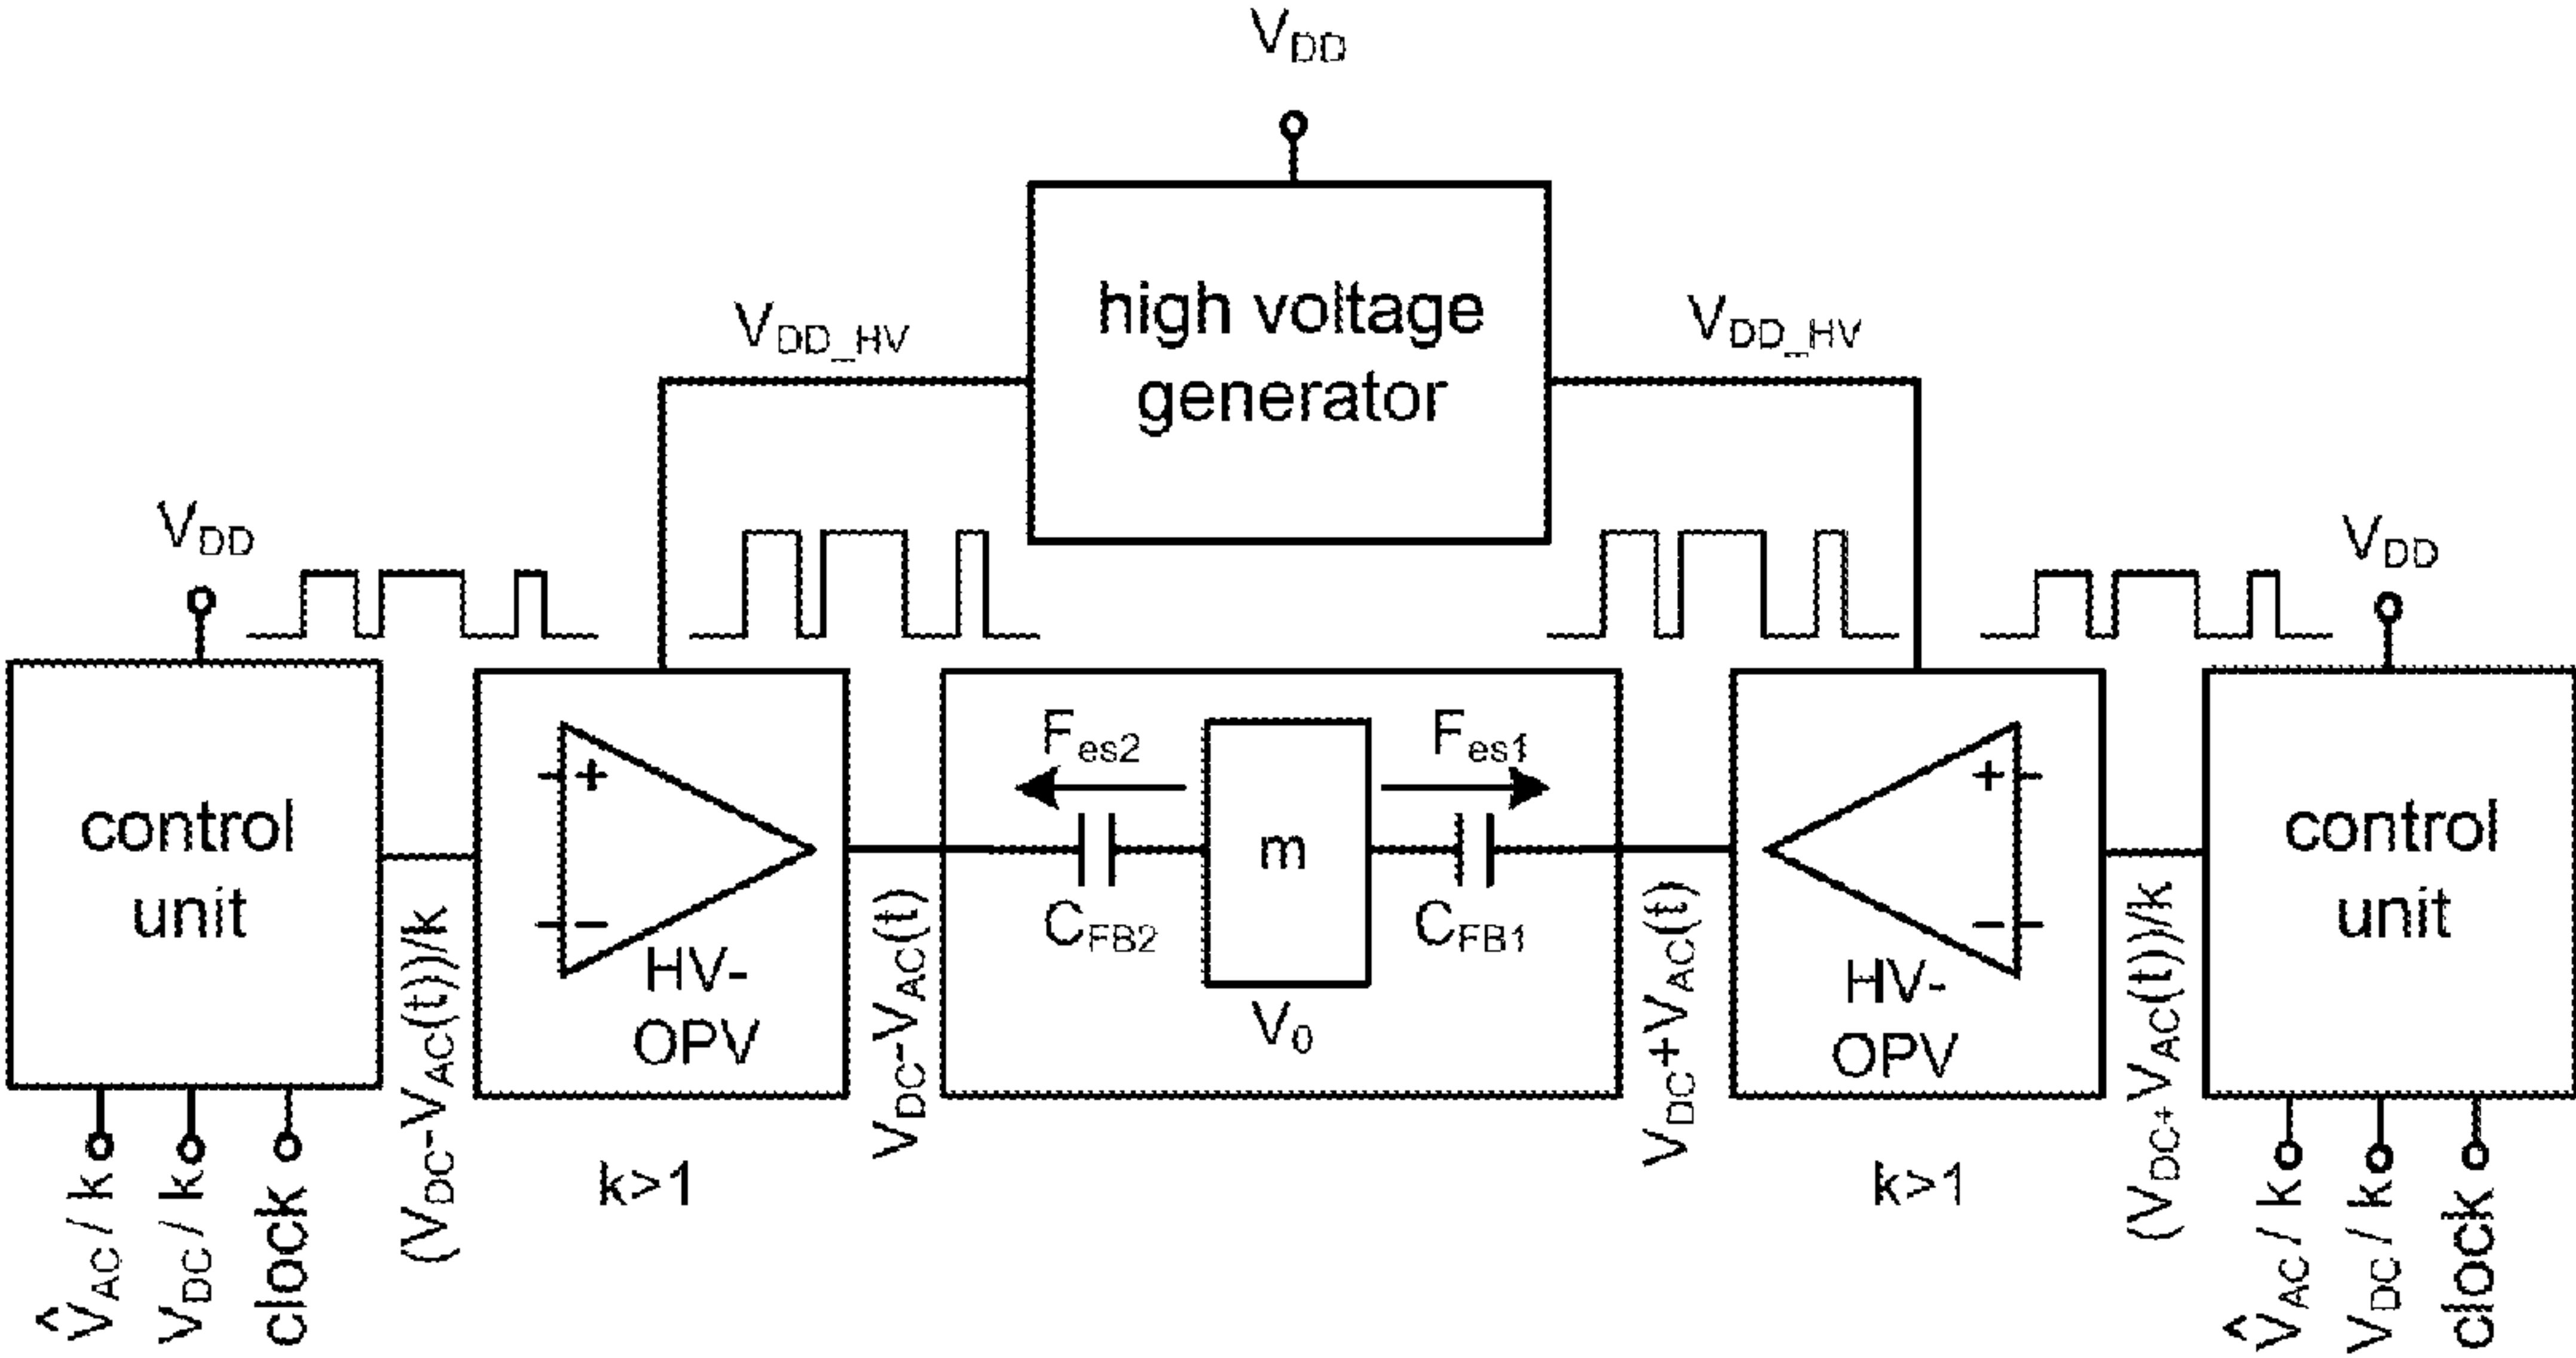 V_DD
high voltage
generator
V_DD_HV
V_DD_HV
V_DD
V_DD
control
unit
+
−
HV-
OPV
k>1
F_es2
F_es1
m
C_FB2
C_FB1
V_0
+
−
HV-
OPV
k>1
control
unit
(V_DC-V_AC(t))/k
V_DC-V_AC(t)
V_DC+V_AC(t)
(V_DC+V_AC(t))/k
V̂_AC / k
V_DC / k
clock
V̂_AC / k
V_DC / k
clock